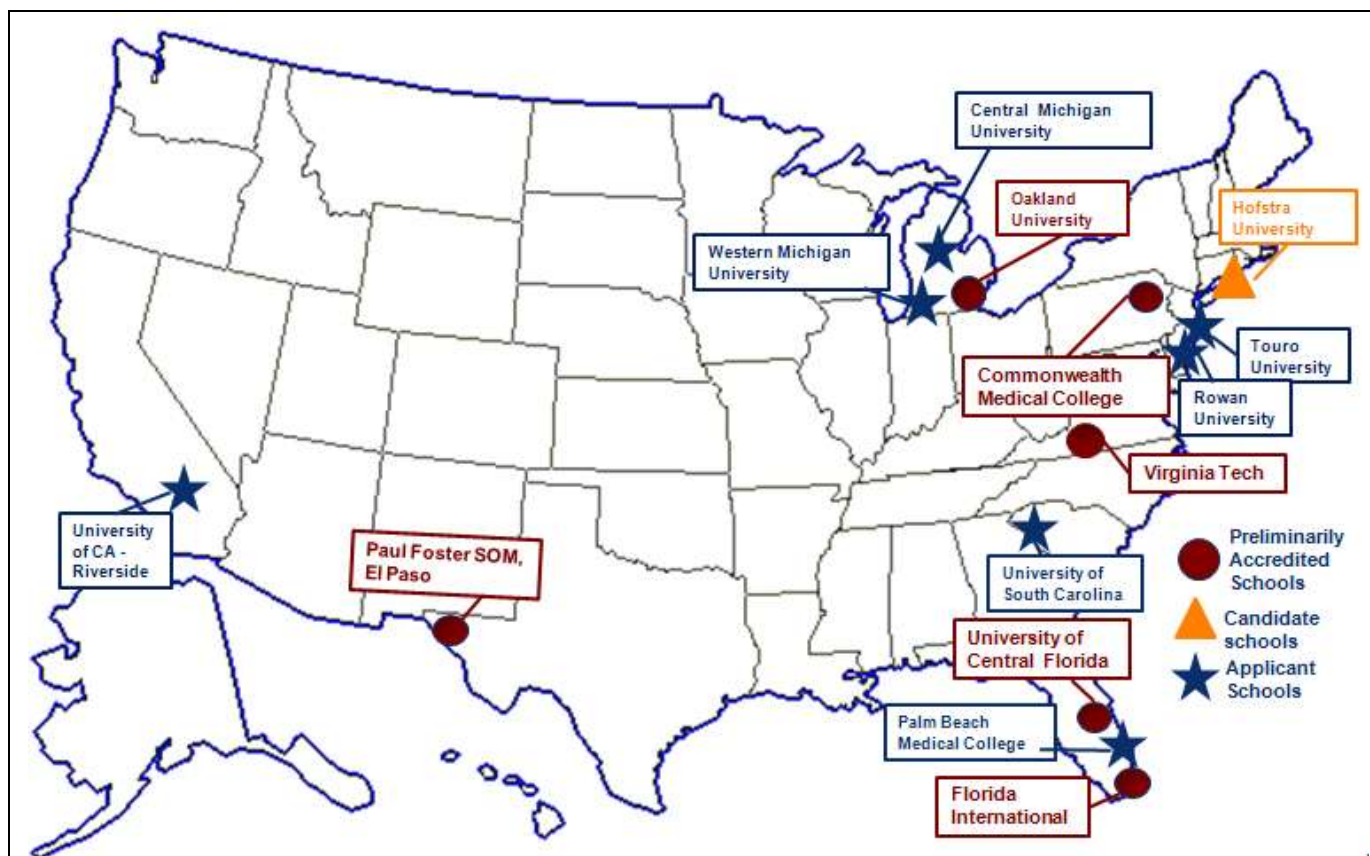 Central Michigan
University
Oakland
University
Hofstra
University
Western Michigan
University
Touro
University
Commonwealth
Medical College
Rowan
University
Virginia Tech
University
of CA -
Riverside
Paul Foster SOM,
El Paso
University of
South Carolina
University of
Central Florida
Palm Beach
Medical College
Florida
International
Preliminarily
Accredited
Schools
Candidate
schools
Applicant
Schools